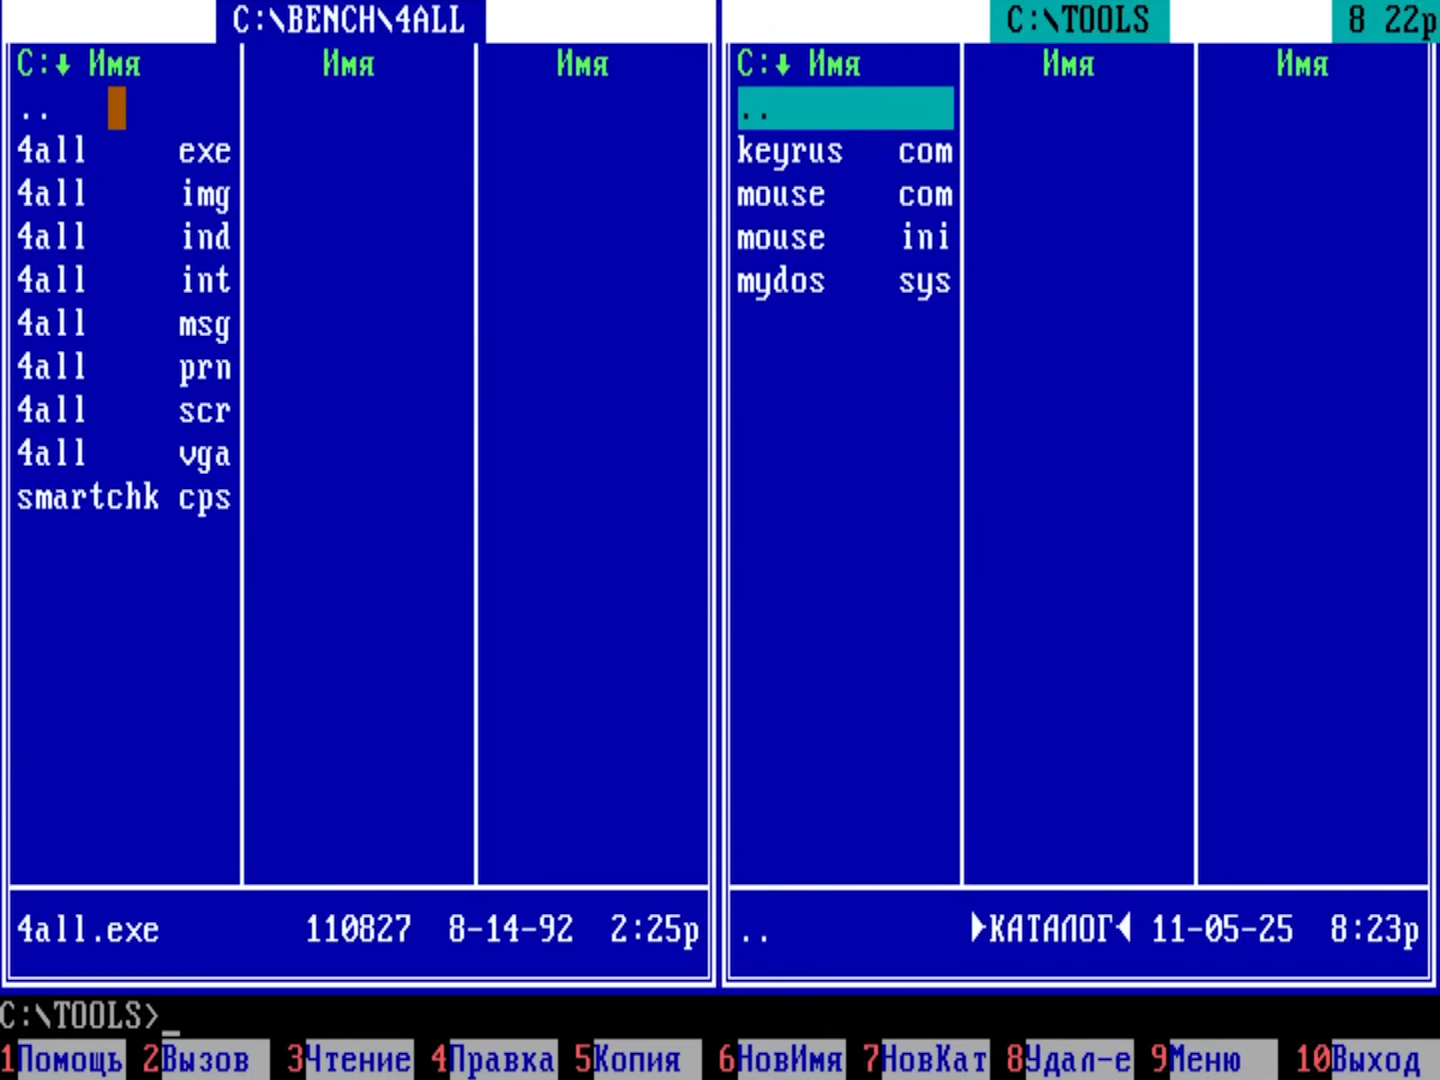 C:\BENCH\4ALL C:\TOOLS 8 22p
C:↓ Имя Имя Имя C:↓ Имя Имя Имя
.. ..
4all exe keyrus com
4all img mouse com
4all ind mouse ini
4all int mydos sys
4all msg
4all prn
4all scr
4all vga
smartchk cps
4all.exe 110827 8-14-92 2:25p .. ►КАТАЛОГ◄ 11-05-25 8:23p
C:\TOOLS>_
1Помощь 2Вызов 3Чтение 4Правка 5Копия 6НовИмя 7НовКат 8Удал-е 9Меню 10Выход